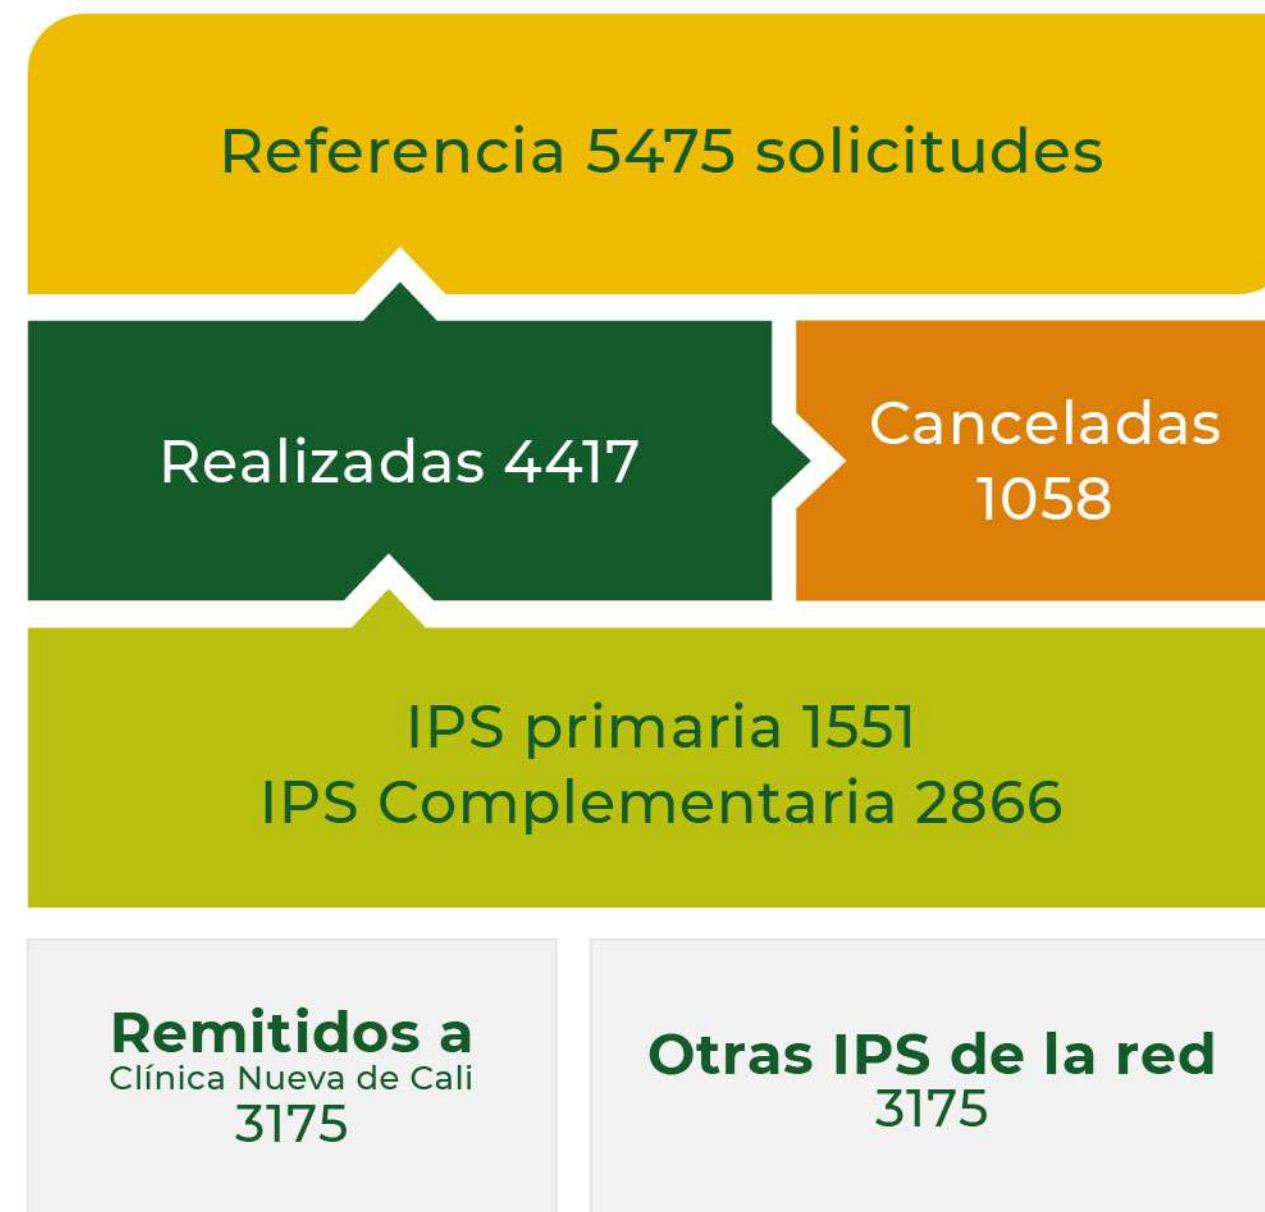 Referencia 5475 solicitudes
Realizadas 4417
Canceladas
1058
IPS primaria 1551
IPS Complementaria 2866
Remitidos a
Clínica Nueva de Cali
3175
Otras IPS de la red
3175